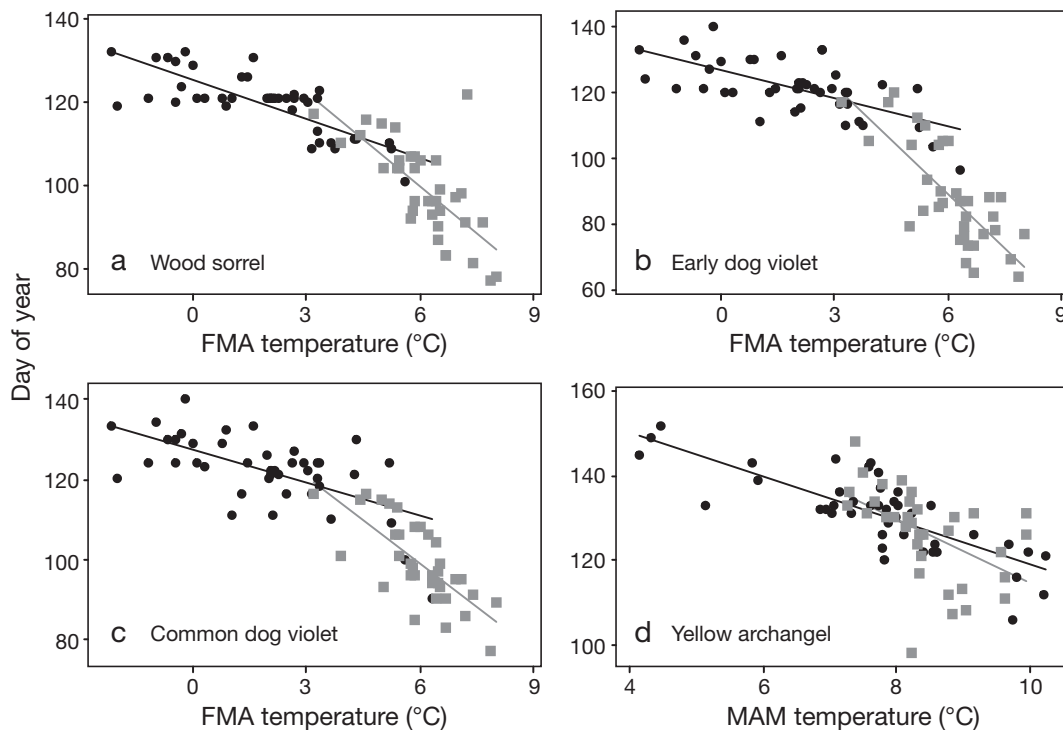 Day of year
140
120
100
80
a Wood sorrel
0 3 6 9
FMA temperature (°C)
140
120
100
80
60
b Early dog violet
0 3 6 9
FMA temperature (°C)
140
120
100
80
c Common dog violet
0 3 6 9
FMA temperature (°C)
160
140
120
100
d Yellow archangel
4 6 8 10
MAM temperature (°C)